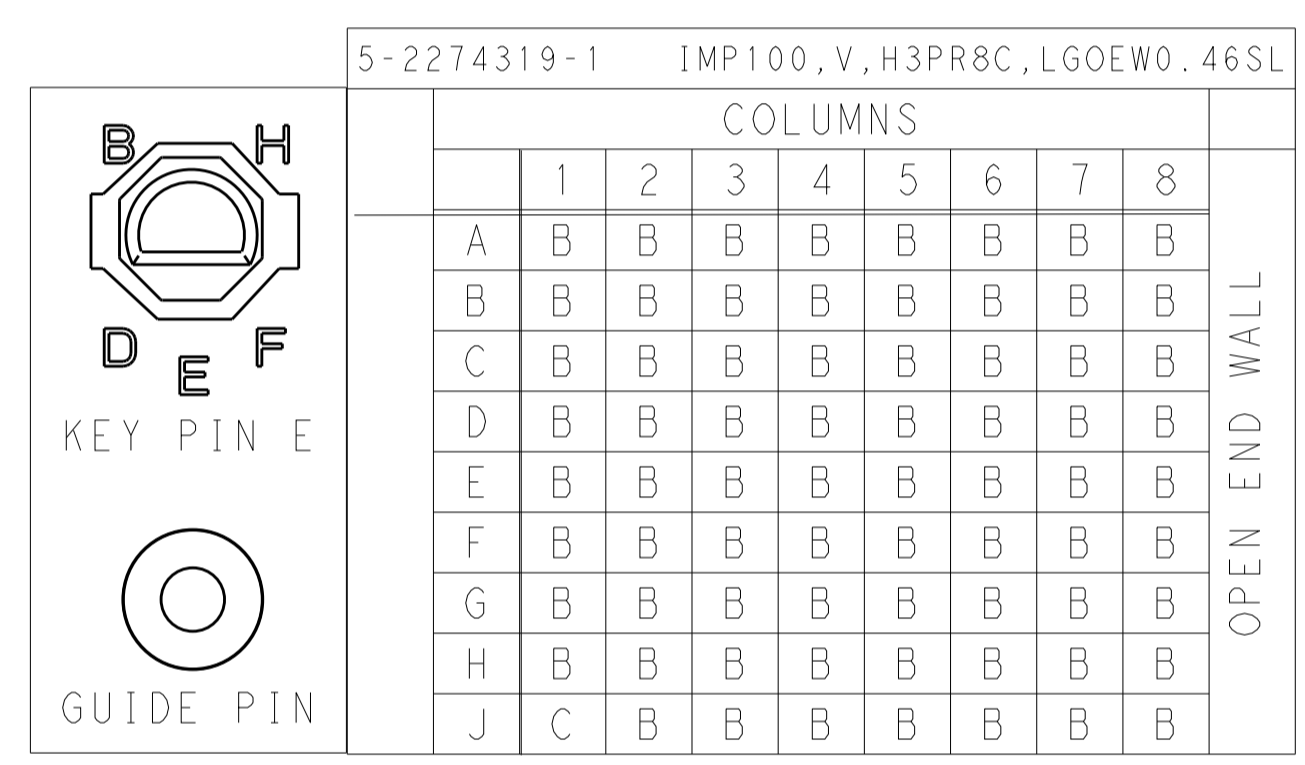 5-2274319-1 IMP100,V,H3PR8C,LGOEW0.46SL
COLUMNS
1 2 3 4 5 6 7 8
A B B B B B B B B
B B B B B B B B B
C B B B B B B B B
D B B B B B B B B
E B B B B B B B B
F B B B B B B B B
G B B B B B B B B
H B B B B B B B B
J C B B B B B B B
OPEN END WALL
B H
D E F
KEY PIN E
GUIDE PIN